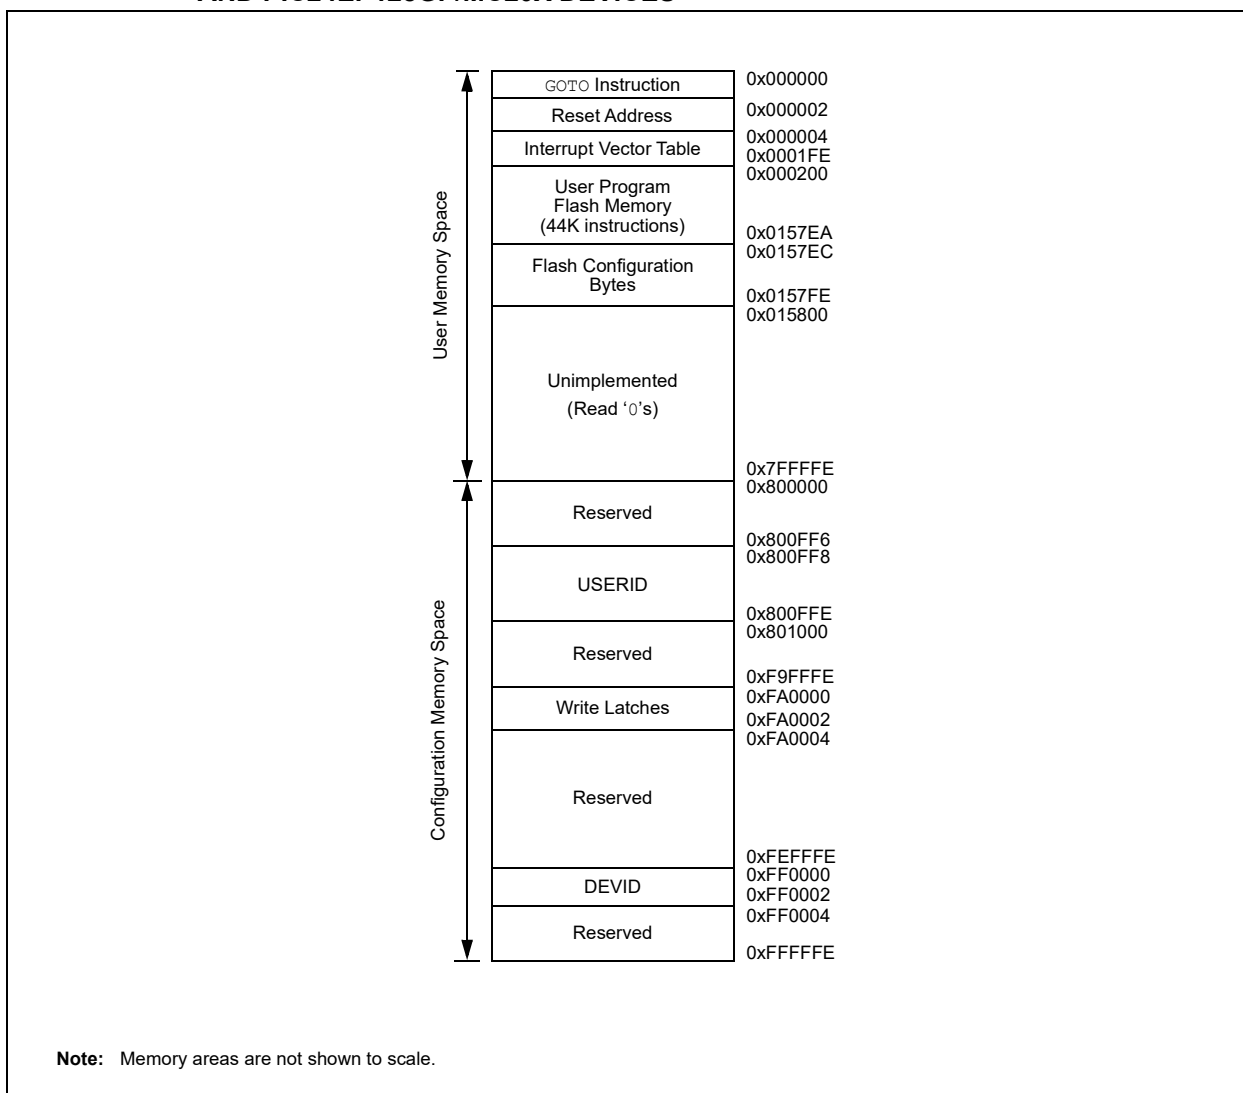 GOTO Instruction 0x000000
Reset Address 0x000002
0x000004
Interrupt Vector Table
0x0001FE
0x000200
User Program
Flash Memory
(44K instructions)
0x0157EA
0x0157EC
Flash Configuration
Bytes
0x0157FE
0x015800
User Memory Space
Unimplemented
(Read ‘0’s)
0x7FFFFE
0x800000
Reserved
0x800FF6
0x800FF8
USERID
0x800FFE
0x801000
Reserved
0xF9FFFE
0xFA0000
Write Latches
0xFA0002
0xFA0004
Configuration Memory Space
Reserved
0xFEFFFE
0xFF0000
DEVID
0xFF0002
0xFF0004
Reserved
0xFFFFFE
Note: Memory areas are not shown to scale.